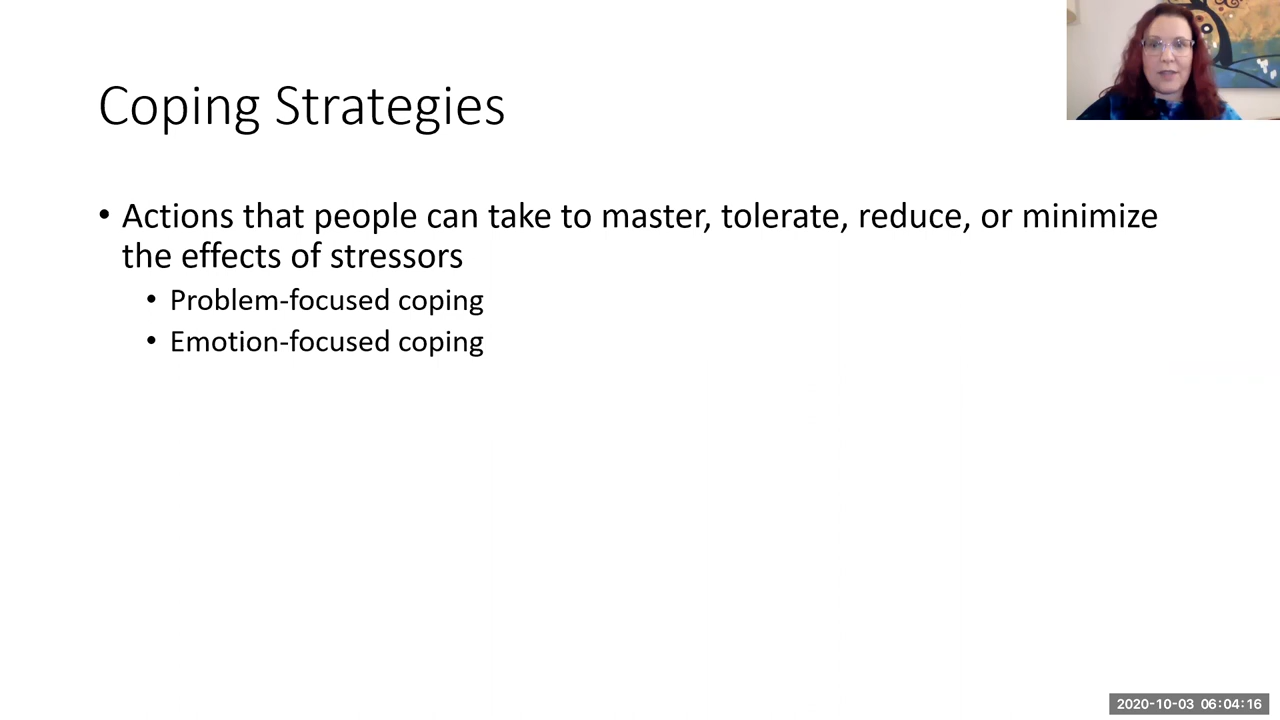 Coping Strategies
• Actions that people can take to master, tolerate, reduce, or minimize
the effects of stressors
• Problem-focused coping
• Emotion-focused coping
2020-10-03 06:04:16